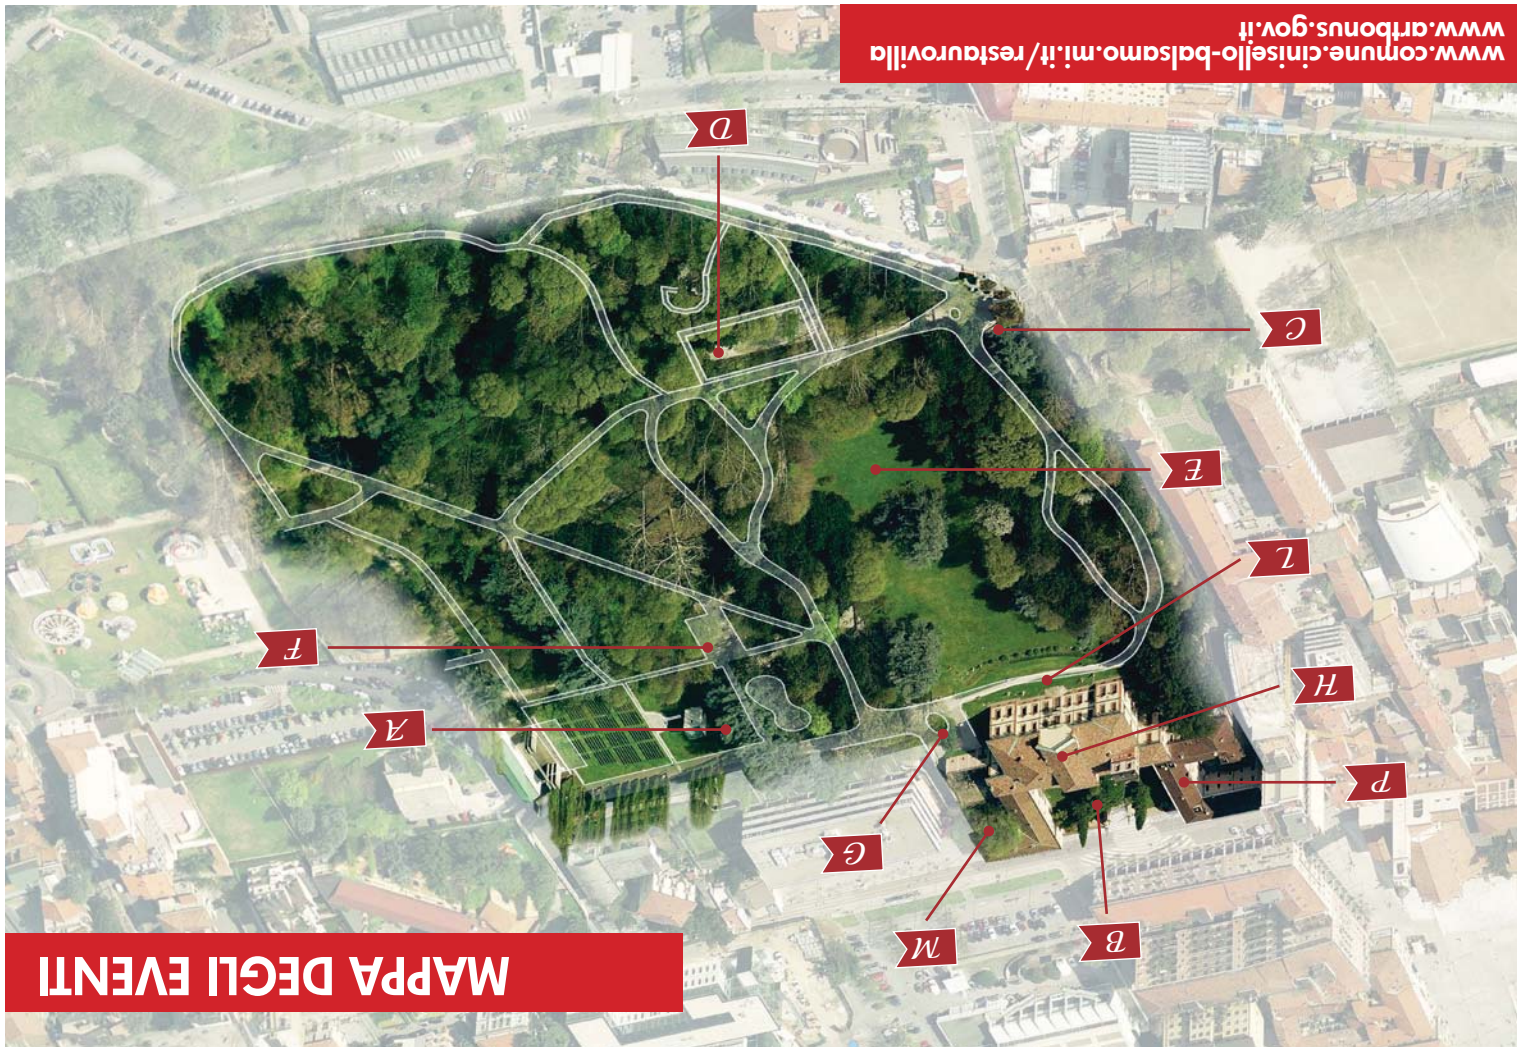 MAPPA DEGLI EVENTI
M
B
G
P
A
H
F
L
E
C
D
www.comune.cinisello-balsamo.mi.it/restaurovilla
www.artbonus.gov.it